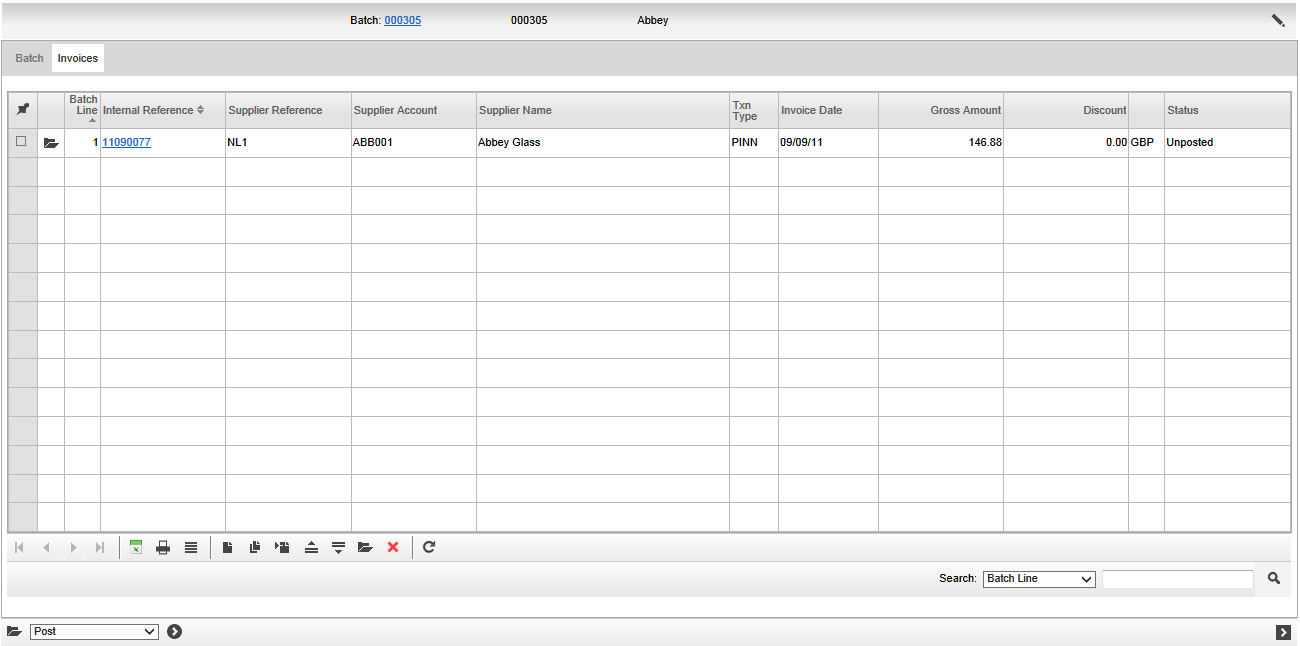 Batch: 000305 000305 Abbey
Batch Invoices
Batch Line Internal Reference Supplier Reference Supplier Account Supplier Name Txn Type Invoice Date Gross Amount Discount Status
1 11090077 NL1 ABB001 Abbey Glass PINN 09/09/11 146.88 0.00 GBP Unposted
Search: Batch Line
Post